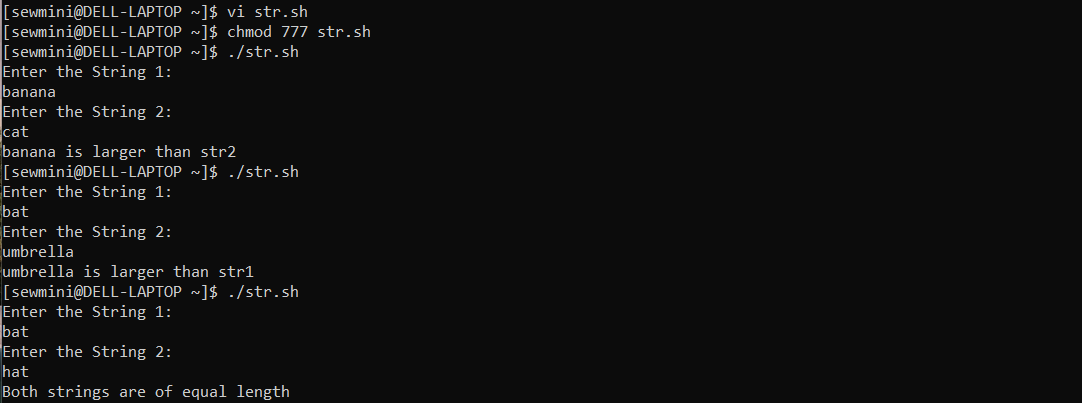 [sewmini@DELL-LAPTOP ~]$ vi str.sh
[sewmini@DELL-LAPTOP ~]$ chmod 777 str.sh
[sewmini@DELL-LAPTOP ~]$ ./str.sh
Enter the String 1:
banana
Enter the String 2:
cat
banana is larger than str2
[sewmini@DELL-LAPTOP ~]$ ./str.sh
Enter the String 1:
bat
Enter the String 2:
umbrella
umbrella is larger than str1
[sewmini@DELL-LAPTOP ~]$ ./str.sh
Enter the String 1:
bat
Enter the String 2:
hat
Both strings are of equal length